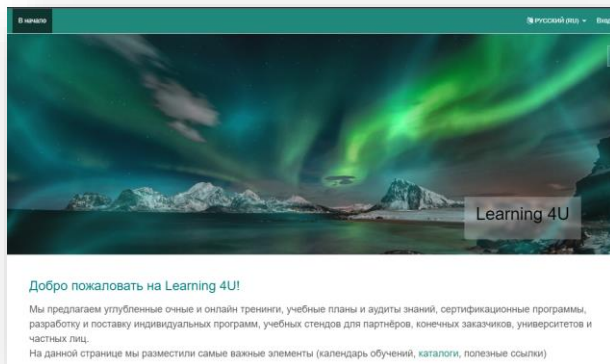 В начало
РУССКИЙ (RU)
Learning 4U
Добро пожаловать на Learning 4U!
Мы предлагаем углубленные очные и онлайн тренинги, учебные планы и аудиты знаний, сертификационные программы,
разработку и поставку индивидуальных программ, учебных стендов для партнёров, конечных заказчиков, университетов и
частных лиц.
На данной странице мы разместили самые важные элементы (календарь обучений, каталоги, полезные ссылки)